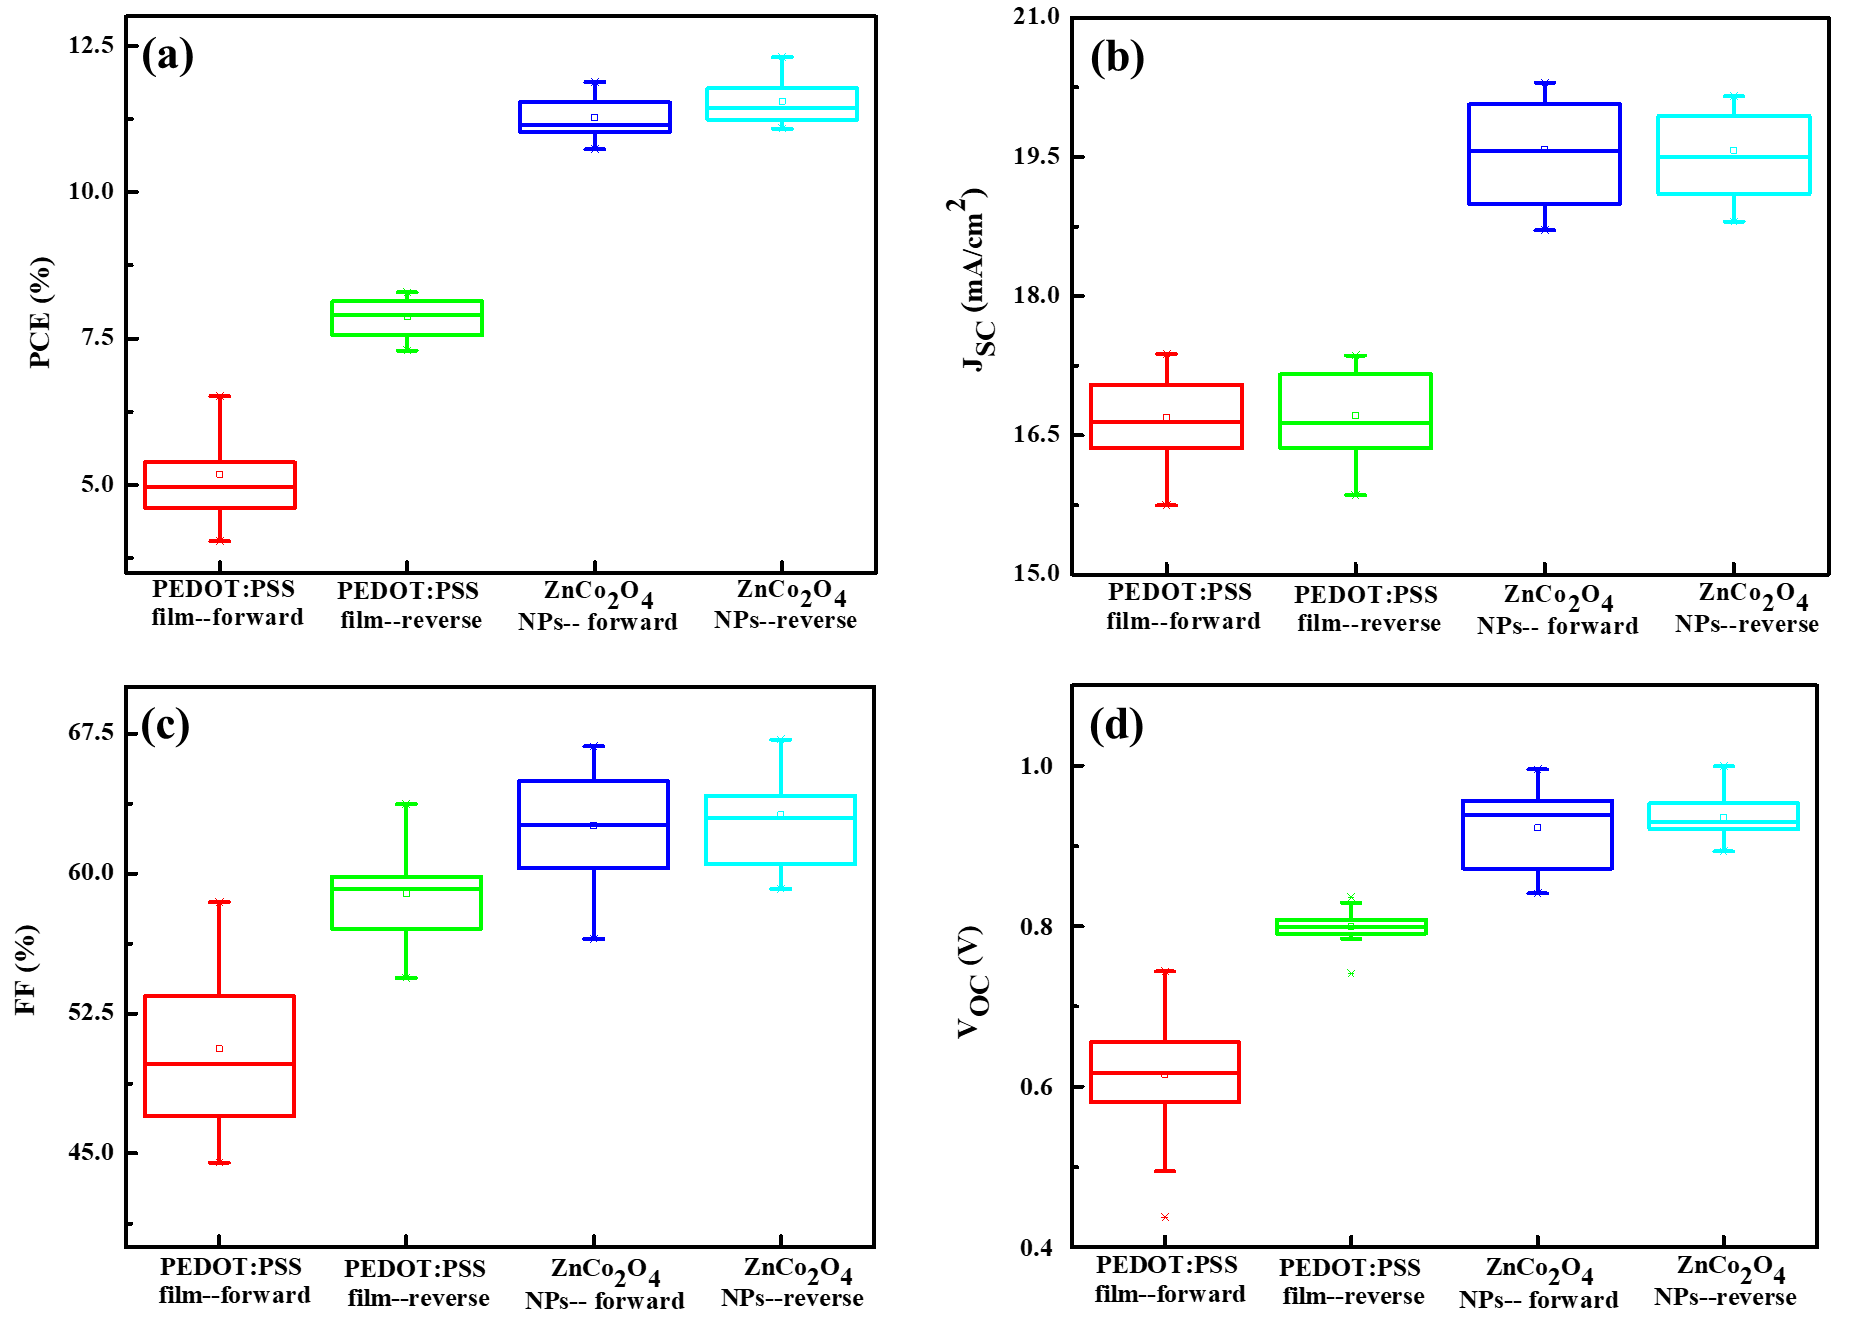 (a)
PCE (%)
12.5
10.0
7.5
5.0
PEDOT:PSS
film--forward
PEDOT:PSS
film--reverse
ZnCo2O4
NPs-- forward
ZnCo2O4
NPs--reverse
(b)
JSC (mA/cm2)
21.0
19.5
18.0
16.5
15.0
PEDOT:PSS
film--forward
PEDOT:PSS
film--reverse
ZnCo2O4
NPs-- forward
ZnCo2O4
NPs--reverse
(c)
FF (%)
67.5
60.0
52.5
45.0
PEDOT:PSS
film--forward
PEDOT:PSS
film--reverse
ZnCo2O4
NPs-- forward
ZnCo2O4
NPs--reverse
(d)
VOC (V)
1.0
0.8
0.6
0.4
PEDOT:PSS
film--forward
PEDOT:PSS
film--reverse
ZnCo2O4
NPs-- forward
ZnCo2O4
NPs--reverse